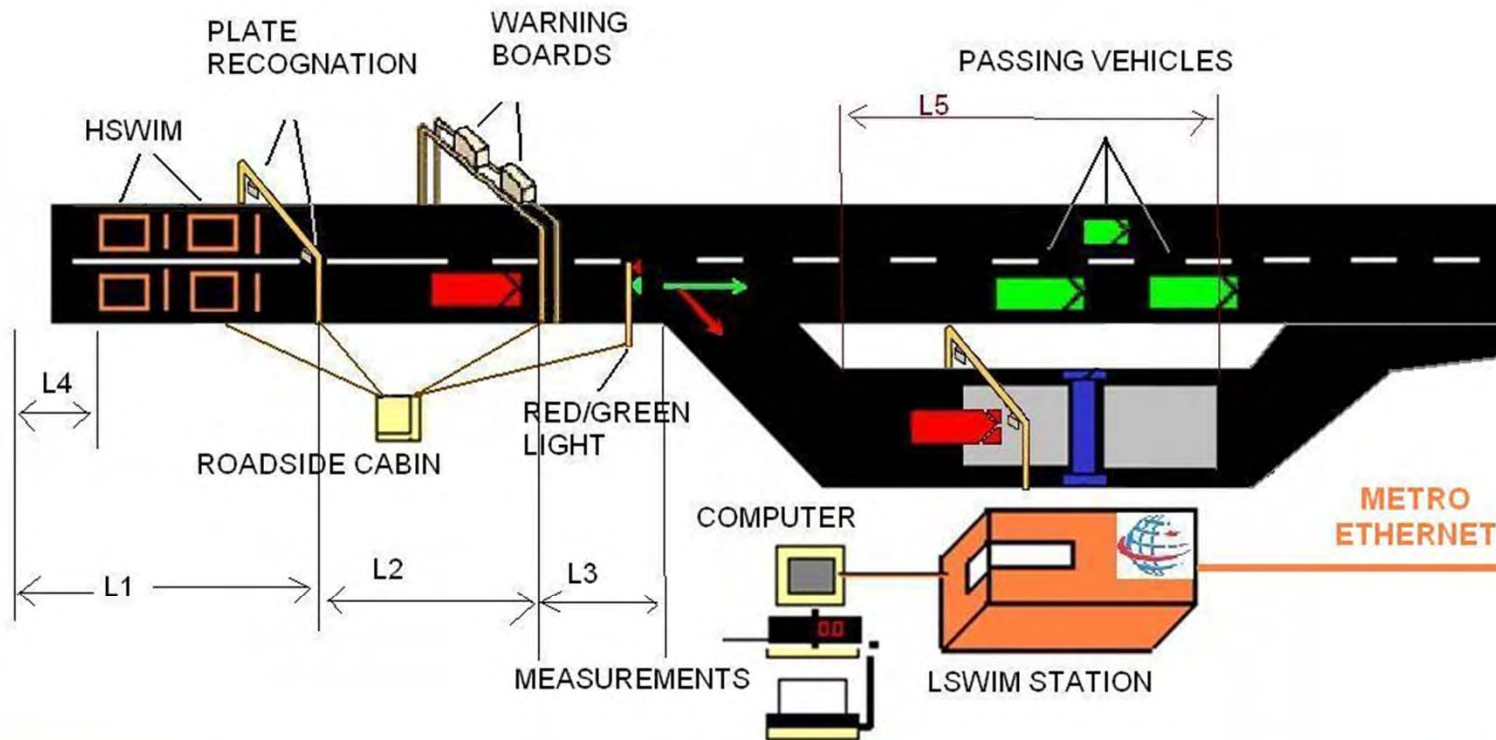 PLATE
RECOGNATION
WARNING
BOARDS
PASSING VEHICLES
L5
HSWIM
L4
RED/GREEN
LIGHT
ROADSIDE CABIN
METRO
ETHERNET
COMPUTER
L1
L2
L3
00
MEASUREMENTS
LSWIM STATION